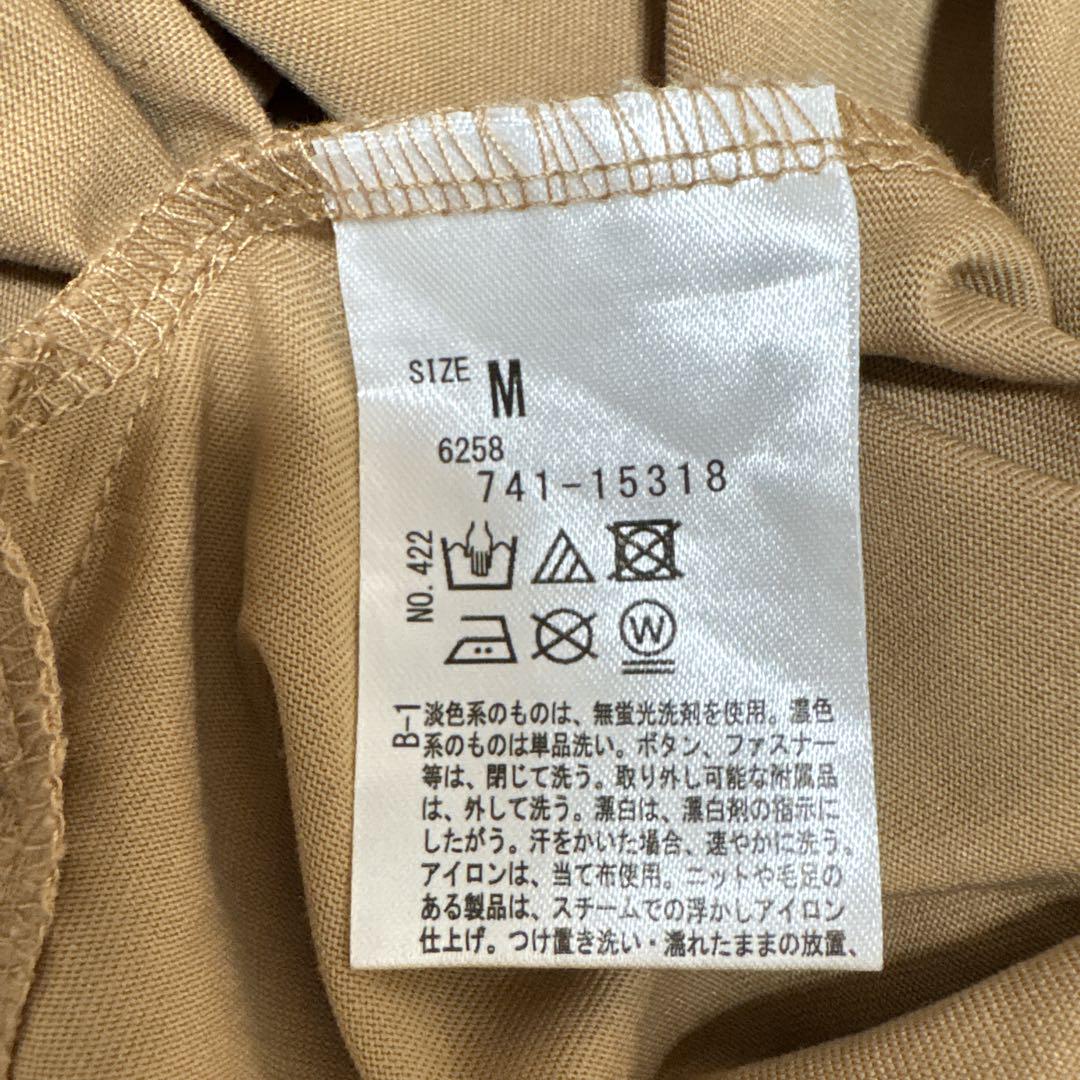 SIZE M
6258
741-15318
NO. 422
W
B-1
淡色系のものは、無蛍光洗剤を使用。濃色
系のものは単品洗い。ボタン、ファスナー
等は、閉じて洗う。取り外し可能な附属品
は、外して洗う。漂白は、漂白剤の指示に
したがう。汗をかいた場合、速やかに洗う。
アイロンは、当て布使用。ニットや毛足の
ある製品は、スチームでの浮かしアイロン
仕上げ。つけ置き洗い・濡れたままの放置、